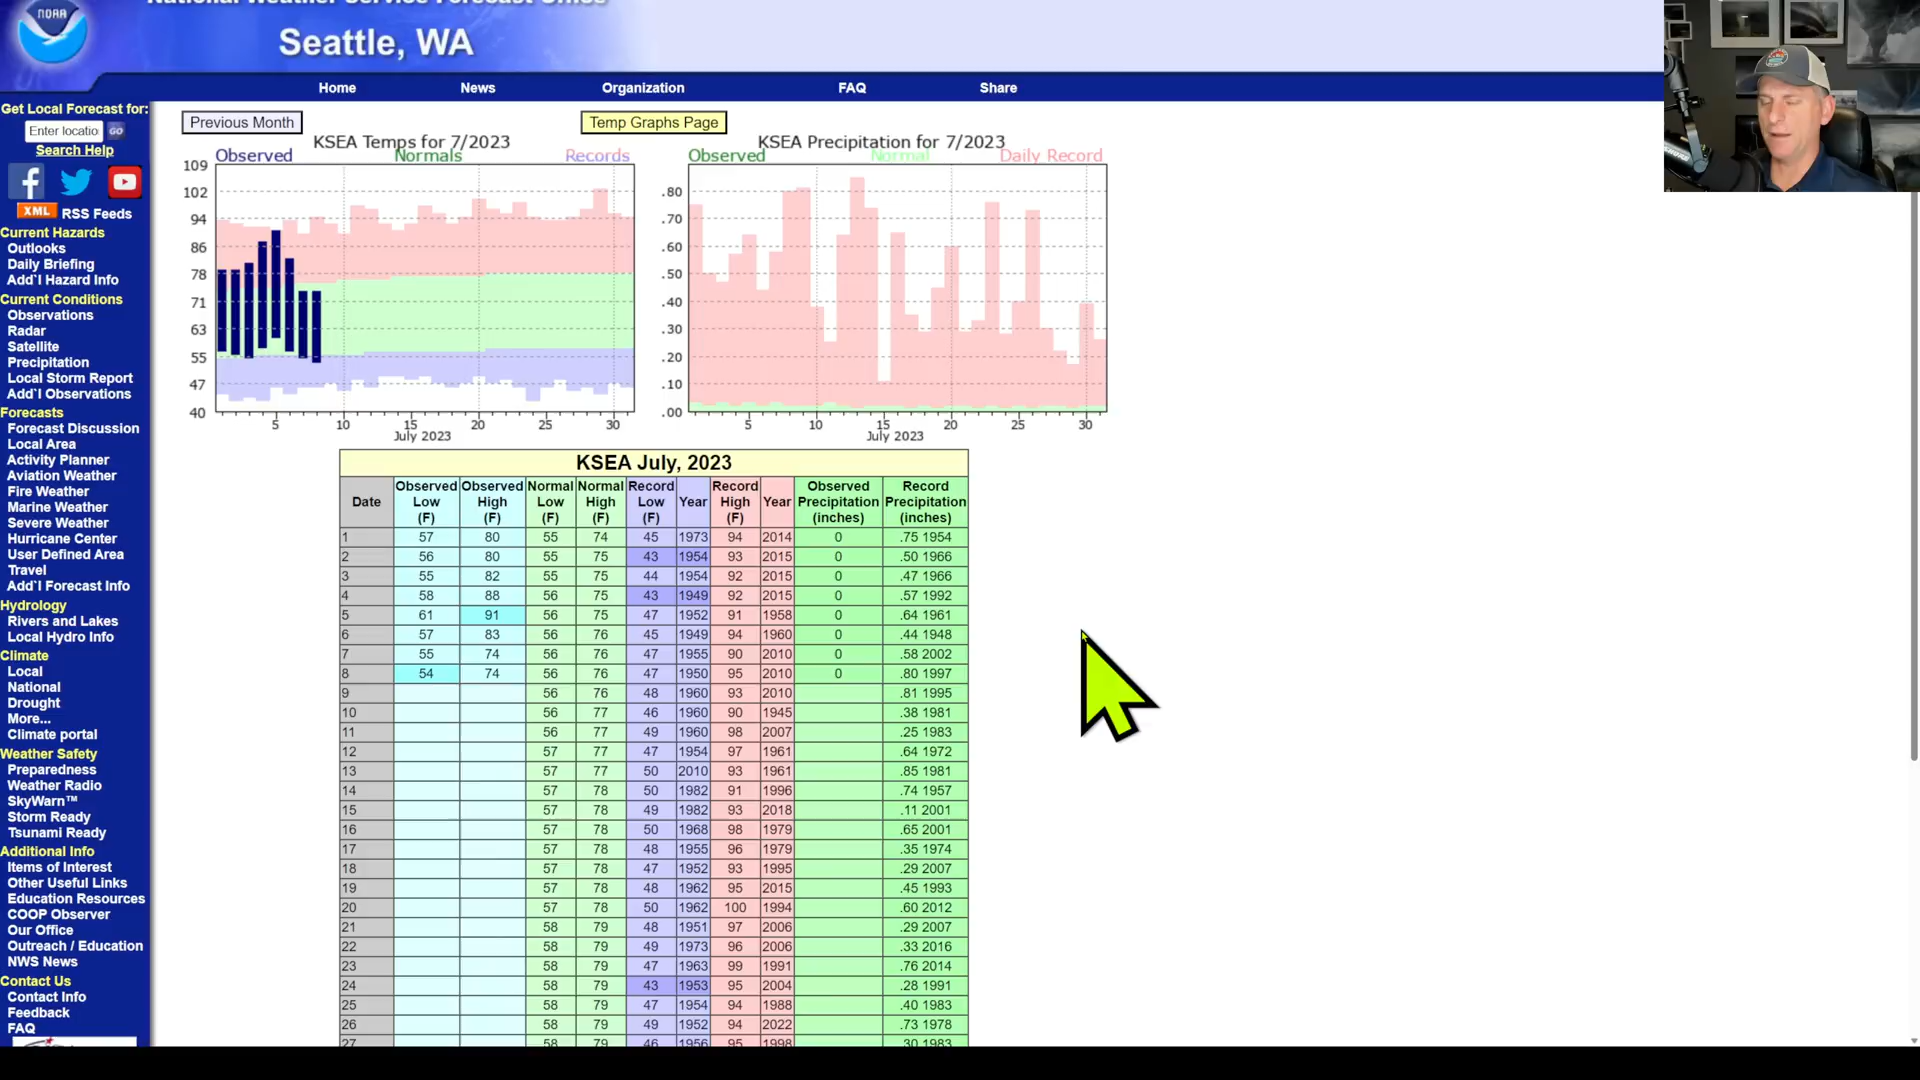 NOAA
National Weather Service Forecast Office
Seattle, WA
Home News Organization FAQ Share
Get Local Forecast for:
Enter locatio GO
Search Help
XML RSS Feeds
Current Hazards
Outlooks
Daily Briefing
Add`l Hazard Info
Current Conditions
Observations
Radar
Satellite
Precipitation
Local Storm Report
Add`l Observations
Forecasts
Forecast Discussion
Local Area
Activity Planner
Aviation Weather
Fire Weather
Marine Weather
Severe Weather
Hurricane Center
User Defined Area
Travel
Add`l Forecast Info
Hydrology
Rivers and Lakes
Local Hydro Info
Climate
Local
National
Drought
More...
Climate portal
Weather Safety
Preparedness
Weather Radio
SkyWarn™
Storm Ready
Tsunami Ready
Additional Info
Items of Interest
Other Useful Links
Education Resources
COOP Observer
Our Office
Outreach / Education
NWS News
Contact Us
Contact Info
Feedback
FAQ
Previous Month Temp Graphs Page
KSEA Temps for 7/2023
Observed Normals Records
109
102
94
86
78
71
63
55
47
40
5 10 15 20 25 30
July 2023
KSEA Precipitation for 7/2023
Observed Normal Daily Record
.80
.70
.60
.50
.40
.30
.20
.10
.00
5 10 15 20 25 30
July 2023
KSEA July, 2023
Date Observed Low (F) Observed High (F) Normal Low (F) Normal High (F) Record Low (F) Year Record High (F) Year Observed Precipitation (inches) Record Precipitation (inches)
1 57 80 55 74 45 1973 94 2014 0 .75 1954
2 56 80 55 75 43 1954 93 2015 0 .50 1966
3 55 82 55 75 44 1954 92 2015 0 .47 1966
4 58 88 56 75 43 1949 92 2015 0 .57 1992
5 61 91 56 75 47 1952 91 1958 0 .64 1961
6 57 83 56 76 45 1949 94 1960 0 .44 1948
7 55 74 56 76 47 1955 90 2010 0 .58 2002
8 54 74 56 76 47 1950 95 2010 0 .80 1997
9 56 76 48 1960 93 2010 .81 1995
10 56 77 46 1960 90 1945 .38 1981
11 56 77 49 1960 98 2007 .25 1983
12 57 77 47 1954 97 1961 .64 1972
13 57 77 50 2010 93 1961 .85 1981
14 57 78 50 1982 91 1996 .74 1957
15 57 78 49 1982 93 2018 .11 2001
16 57 78 50 1968 98 1979 .65 2001
17 57 78 48 1955 96 1979 .35 1974
18 57 78 47 1952 93 1995 .29 2007
19 57 78 48 1962 95 2015 .45 1993
20 57 78 50 1962 100 1994 .60 2012
21 58 79 48 1951 97 2006 .29 2007
22 58 79 49 1973 96 2006 .33 2016
23 58 79 47 1963 99 1991 .76 2014
24 58 79 43 1953 95 2004 .28 1991
25 58 79 47 1954 94 1988 .40 1983
26 58 79 49 1952 94 2022 .73 1978
27 58 79 46 1956 95 1998 .30 1983